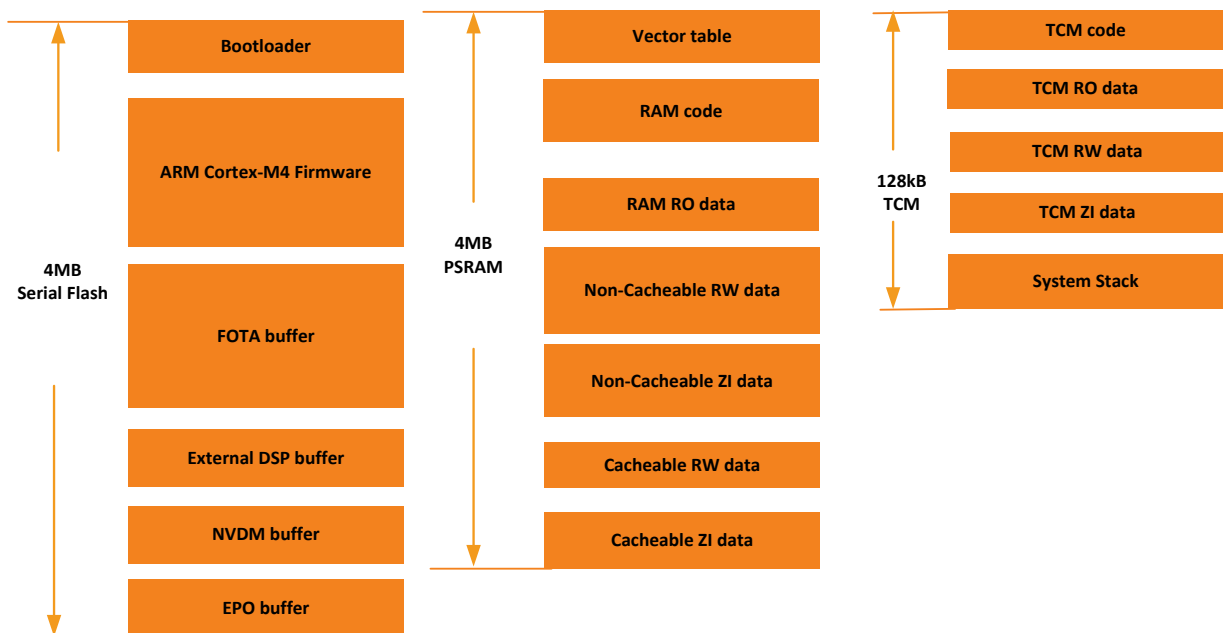 Bootloader
ARM Cortex-M4 Firmware
4MB
Serial Flash
FOTA buffer
External DSP buffer
NVDM buffer
EPO buffer
Vector table
RAM code
RAM RO data
4MB
PSRAM
Non-Cacheable RW data
Non-Cacheable ZI data
Cacheable RW data
Cacheable ZI data
TCM code
TCM RO data
TCM RW data
128kB
TCM
TCM ZI data
System Stack